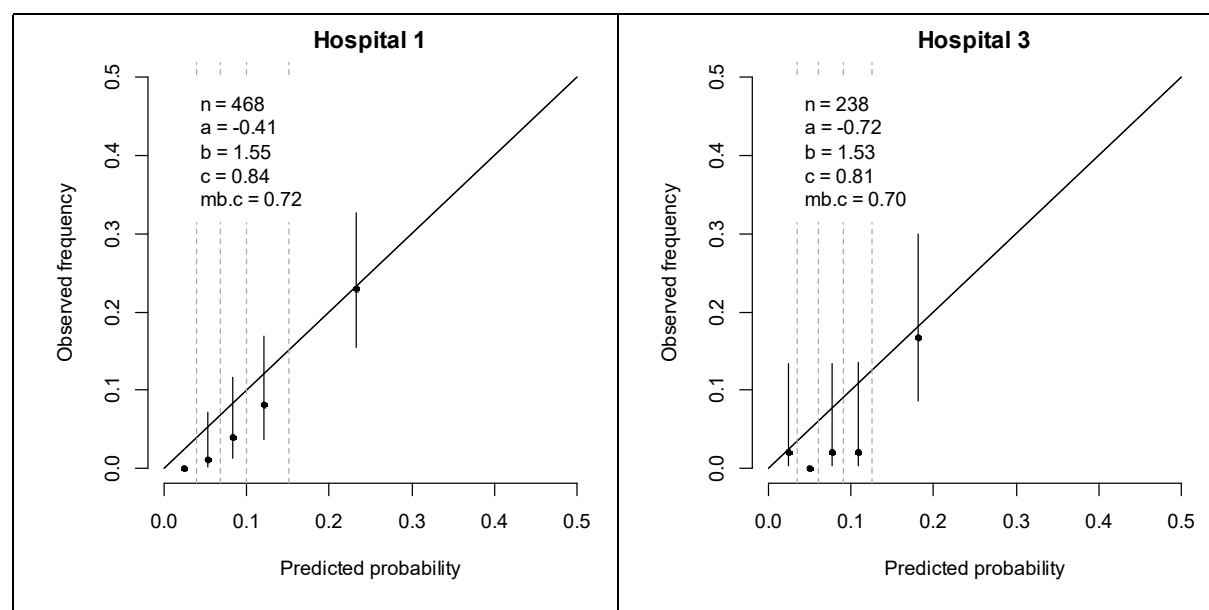 Hospital 1
n = 468
a = -0.41
b = 1.55
c = 0.84
mb.c = 0.72
Observed frequency
0.5
0.4
0.3
0.2
0.1
0.0
0.0 0.1 0.2 0.3 0.4 0.5
Predicted probability
Hospital 3
n = 238
a = -0.72
b = 1.53
c = 0.81
mb.c = 0.70
Observed frequency
0.5
0.4
0.3
0.2
0.1
0.0
0.0 0.1 0.2 0.3 0.4 0.5
Predicted probability